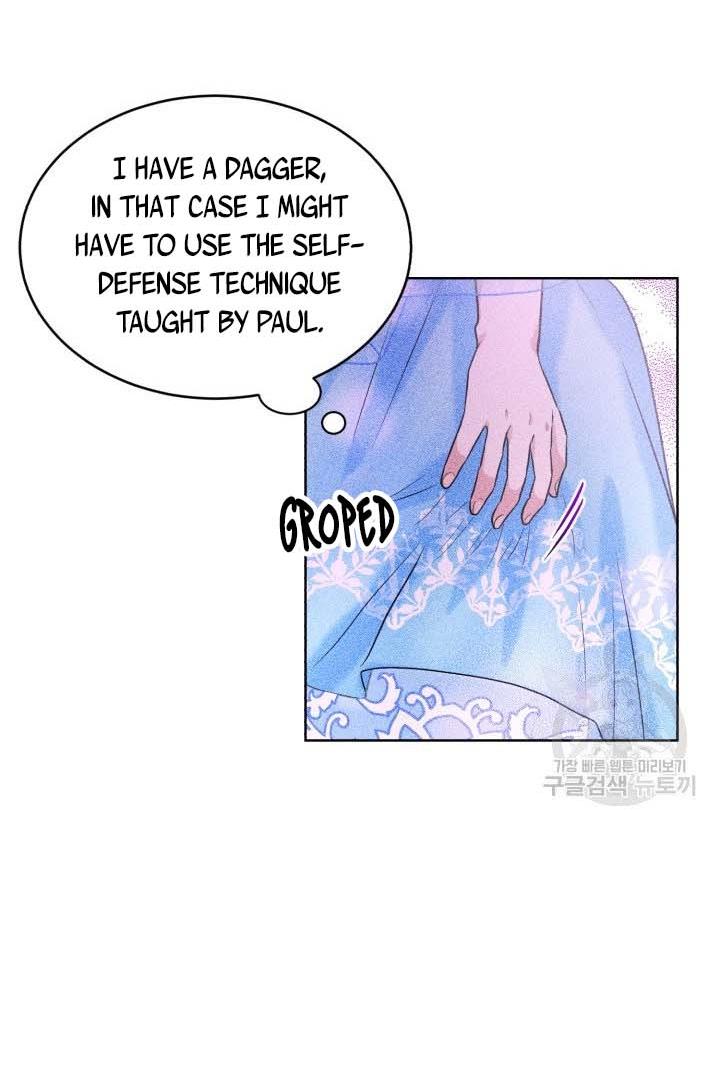 I HAVE A DAGGER,
IN THAT CASE I MIGHT
HAVE TO USE THE SELF-
DEFENSE TECHNIQUE
TAUGHT BY PAUL.
GROPED
가장 빠른 웹툰 미리보기
구글검색 뉴토끼